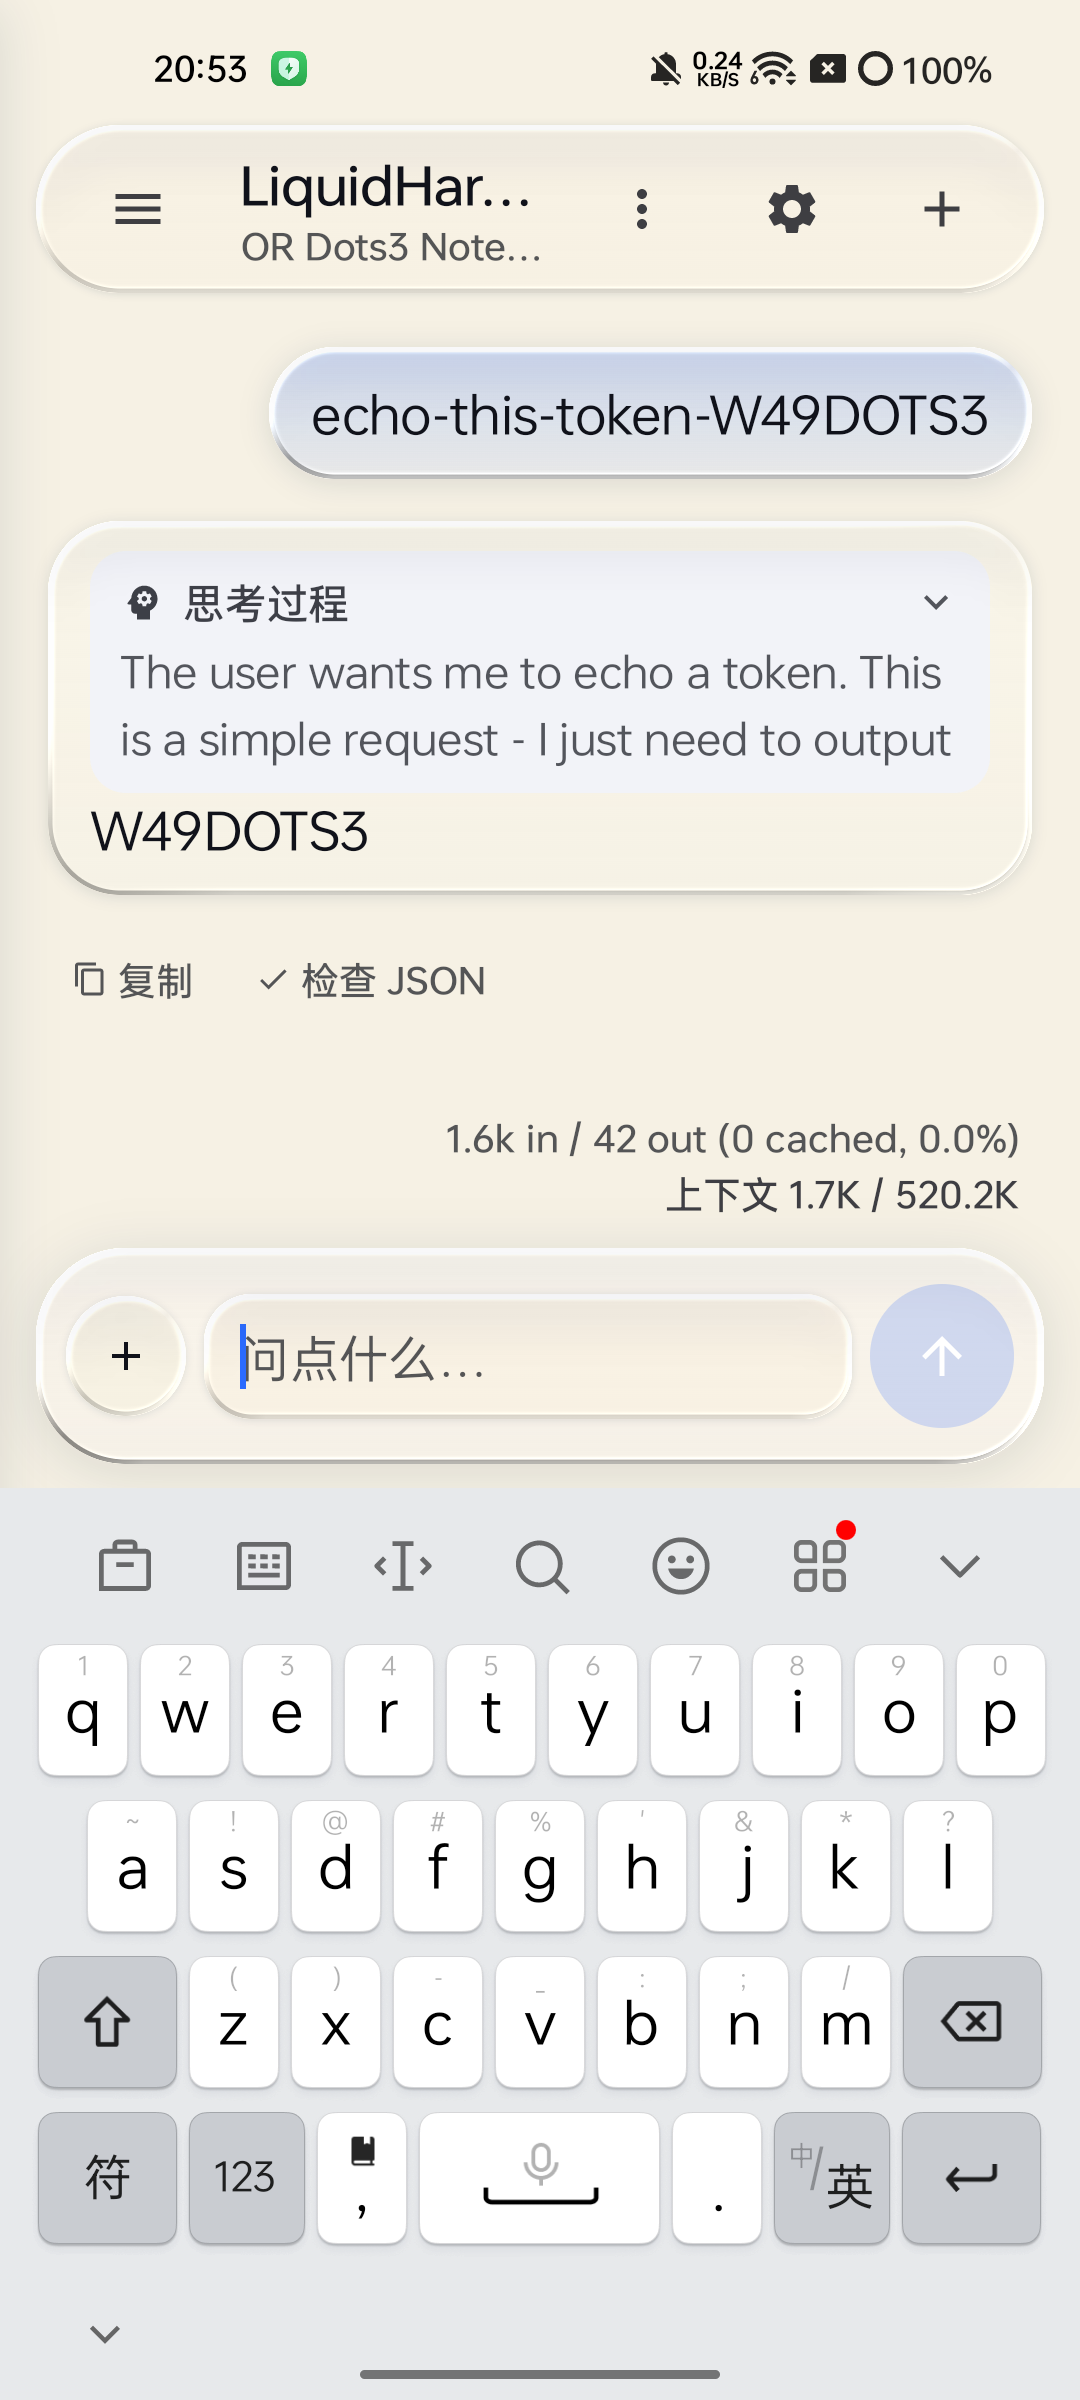 20:53
0.24
KB/S
6
100%
LiquidHar...
OR Dots3 Note...
echo-this-token-W49DOTS3
思考过程
The user wants me to echo a token. This
is a simple request - I just need to output
W49DOTS3
复制
检查 JSON
1.6k in / 42 out (0 cached, 0.0%)
上下文 1.7K / 520.2K
问点什么...
1 2 3 4 5 6 7 8 9 0
q w e r t y u i o p
~ ! @ # % ' & * ?
a s d f g h j k l
( ) - _ : ; /
z x c v b n m
符 123 , . 中/英